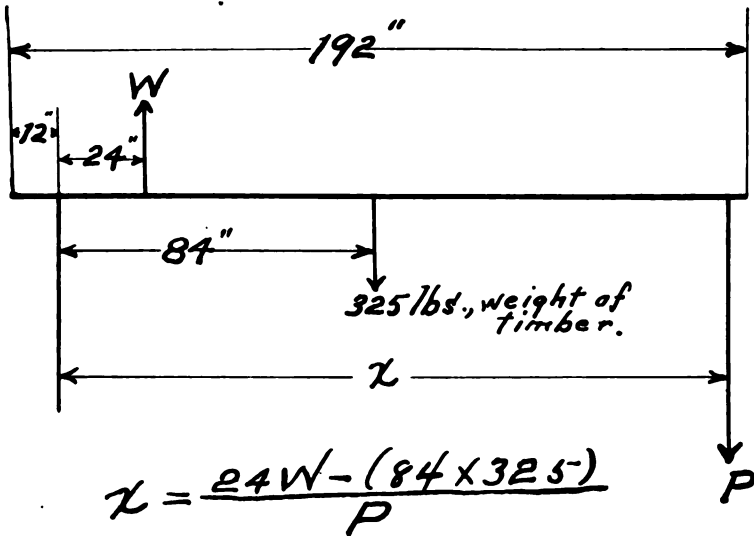 192"
W
12"
24"
84"
325 lbs., weight of
timber.
x
P
x = 24W - (84 x 325) / P